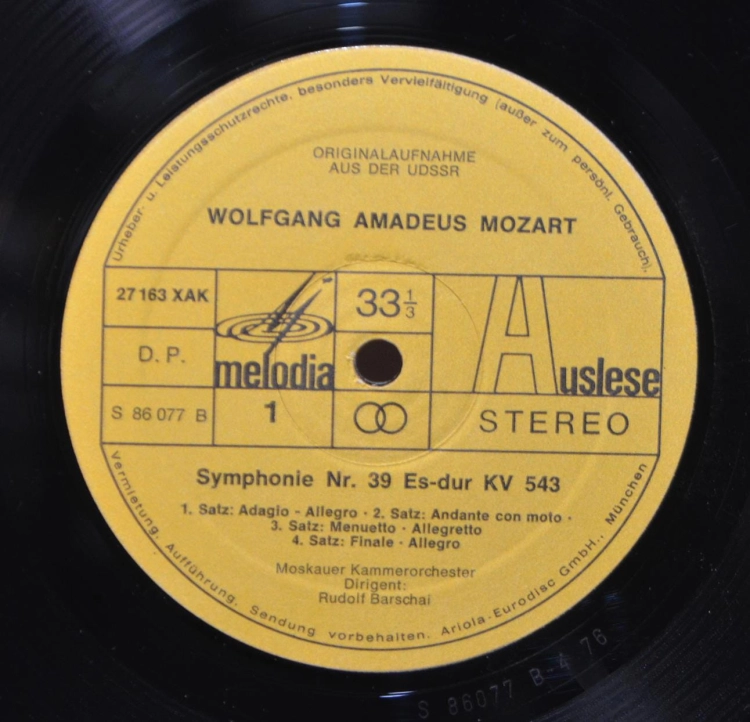 Urheber- u. Leistungsschutzrechte, besonders Vervielfältigung (außer zum persönl. Gebrauch),
ORIGINALAUFNAHME
AUS DER UDSSR
WOLFGANG AMADEUS MOZART
27 163 XAK
33 1/3
D. P.
melodia
Auslese
S 86 077 B
1
STEREO
Symphonie Nr. 39 Es-dur KV 543
1. Satz: Adagio - Allegro · 2. Satz: Andante con moto ·
3. Satz: Menuetto · Allegretto
4. Satz: Finale · Allegro
Moskauer Kammerorchester
Dirigent:
Rudolf Barschai
Vermietung, Aufführung, Sendung vorbehalten. Ariola-Eurodisc GmbH., München
S 86077 B-4 76